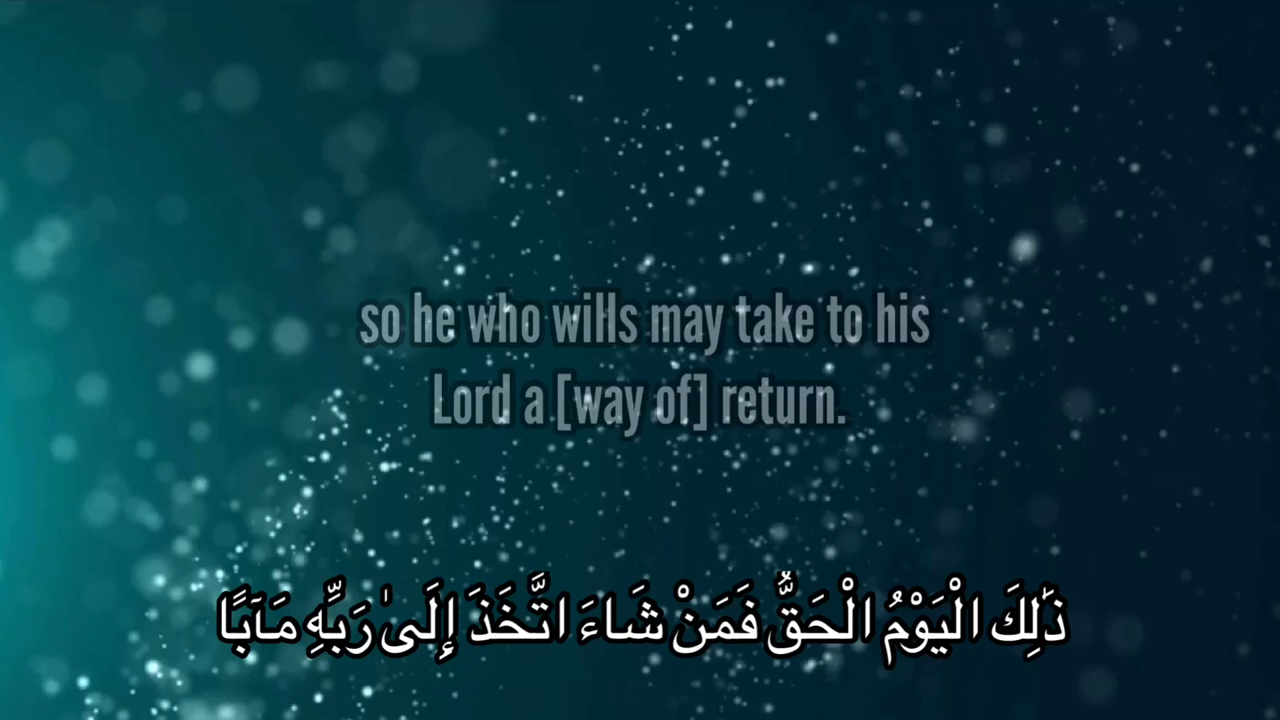 so he who wills may take to his
Lord a [way of] return.
ذَٰلِكَ الْيَوْمُ الْحَقُّ فَمَنْ شَاءَ اتَّخَذَ إِلَىٰ رَبِّهِ مَآبًا